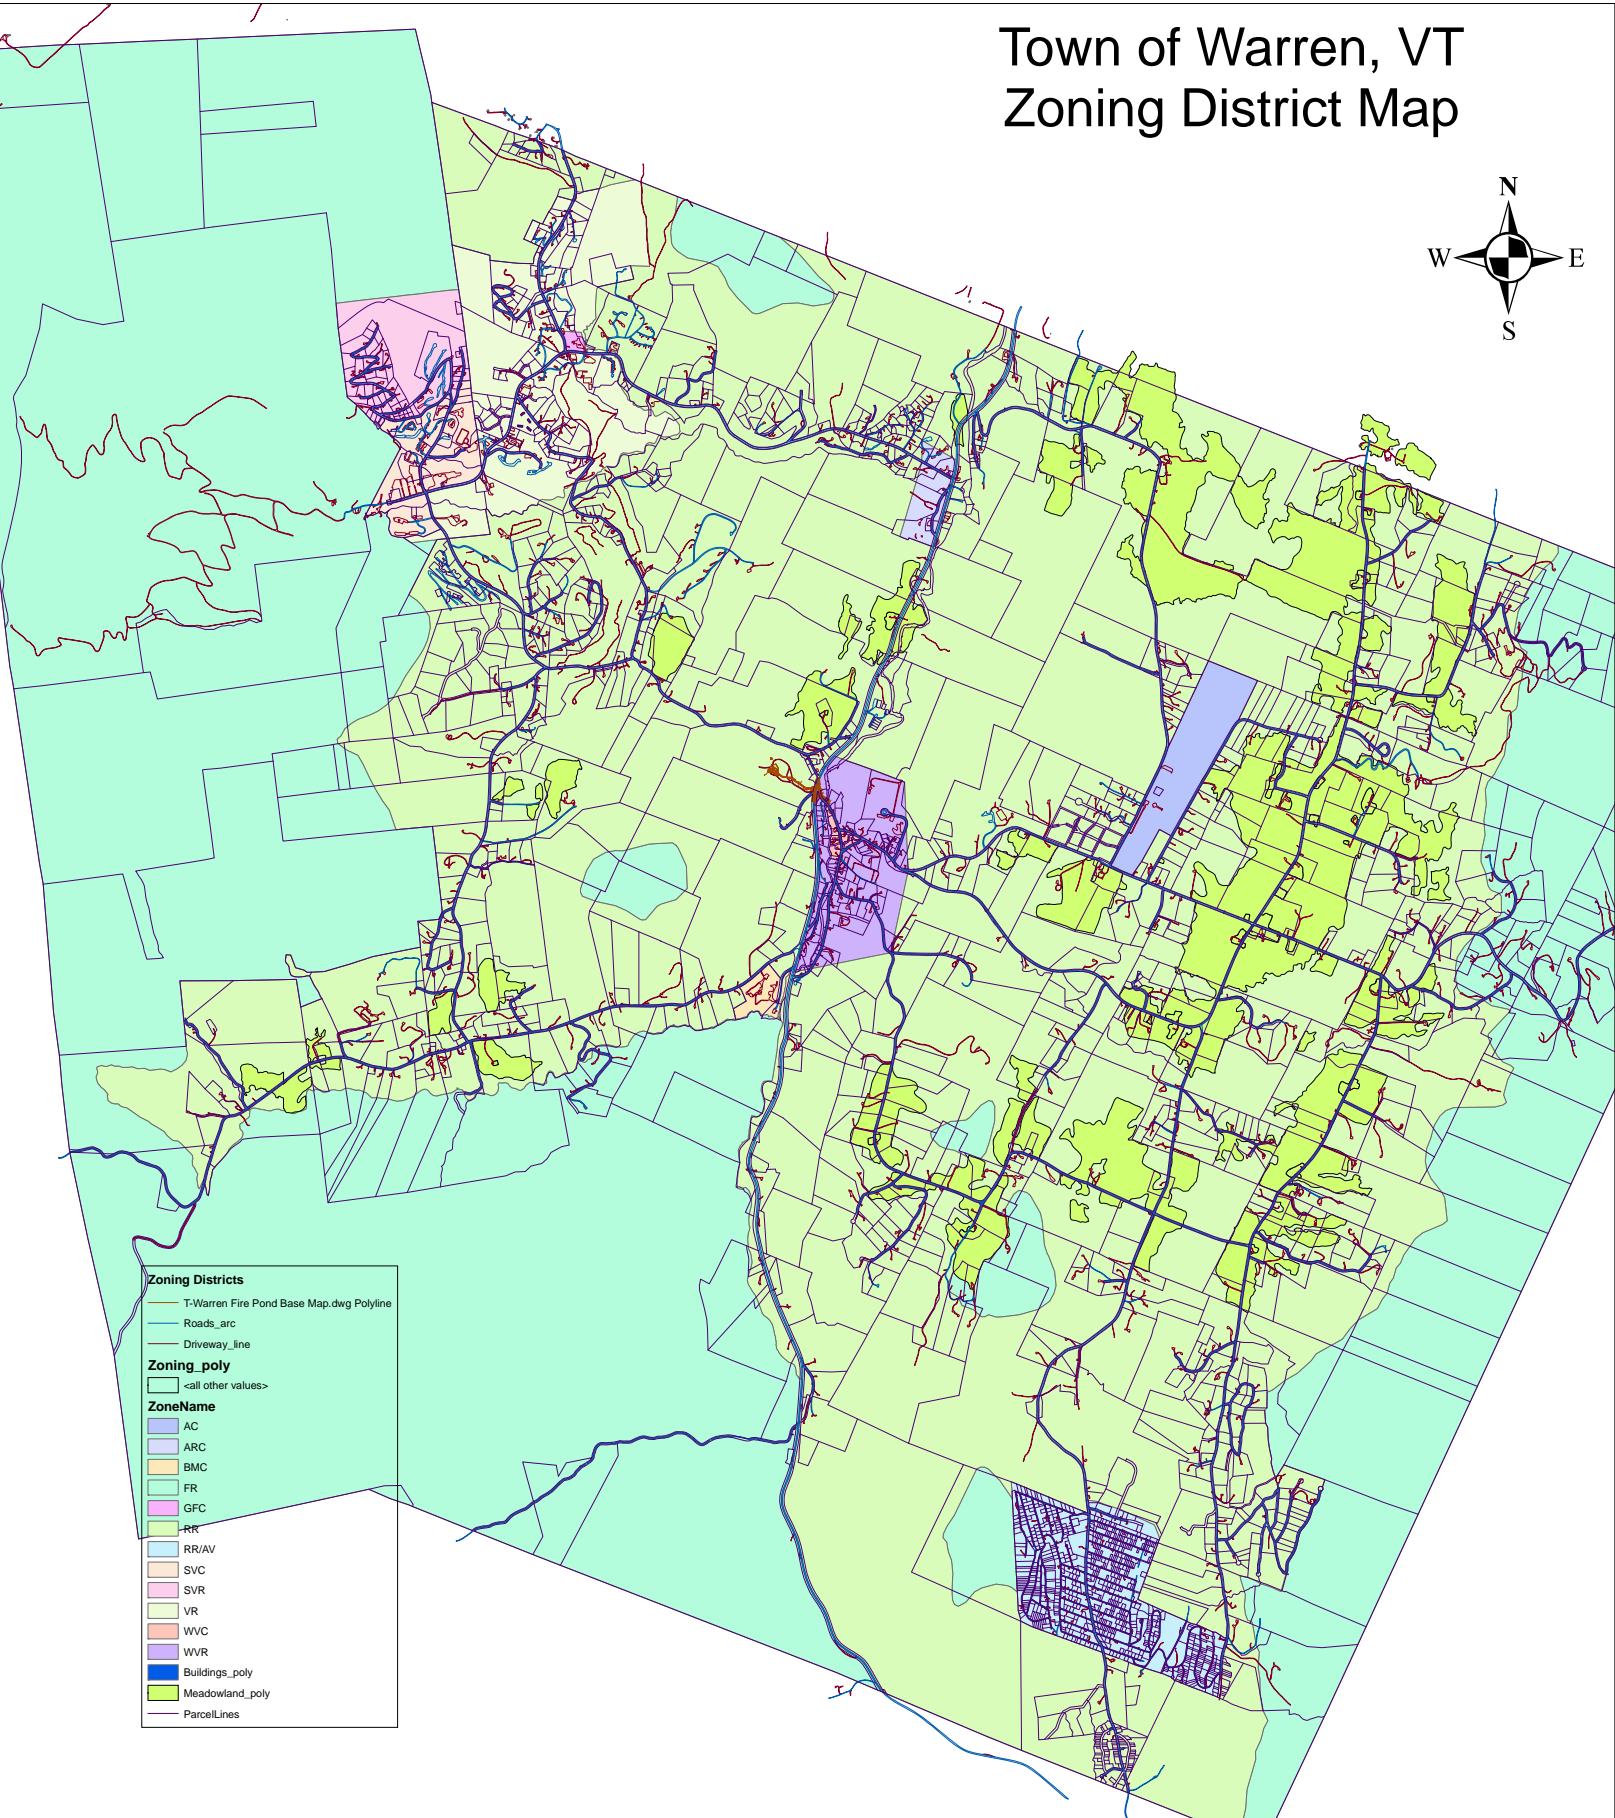 Town of Warren, VT
Zoning District Map
N
W E
S
Zoning Districts
T-Warren Fire Pond Base Map.dwg Polyline
Roads_arc
Driveway_line
Zoning_poly
<all other values>
ZoneName
AC
ARC
BMC
FR
GFC
RR
RR/AV
SVC
SVR
VR
WVC
WVR
Buildings_poly
Meadowland_poly
ParcelLines